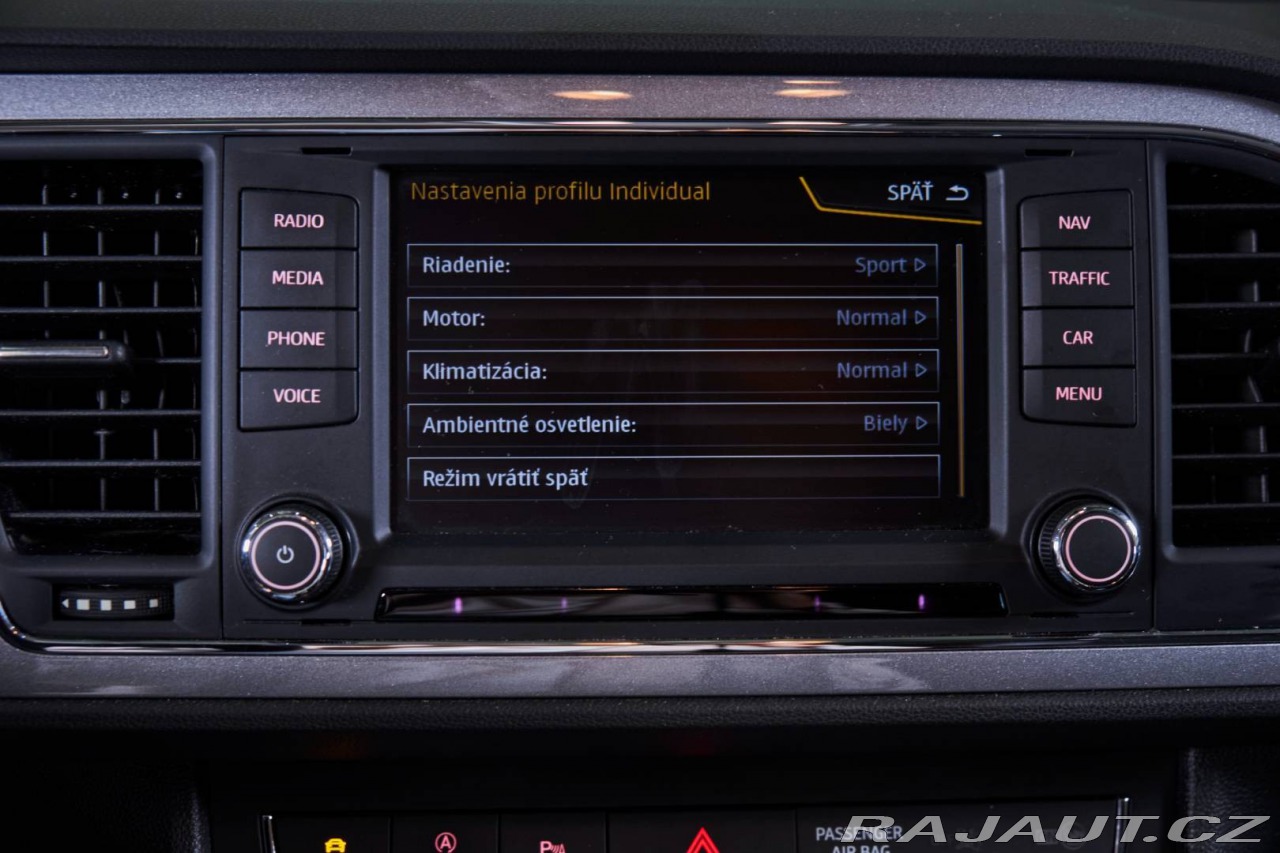 Nastavenia profilu Individual
SPÄŤ
RADIO
MEDIA
PHONE
VOICE
Riadenie: Sport
Motor: Normal
Klimatizácia: Normal
Ambientné osvetlenie: Biely
Režim vrátiť späť
NAV
TRAFFIC
CAR
MENU
A
P
PASSENGER
AIR BAG
RAJAUT.CZ